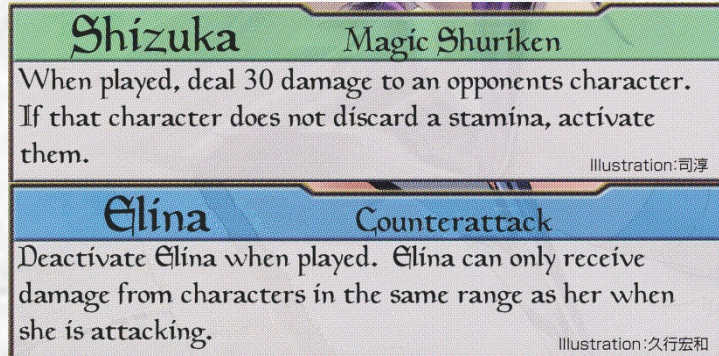 Shizuka Magic Shuriken
When played, deal 30 damage to an opponents character.
If that character does not discard a stamina, activate
them.
Illustration:司淳
Elina Counterattack
Deactivate Elina when played. Elina can only receive
damage from characters in the same range as her when
she is attacking.
Illustration:久行宏和